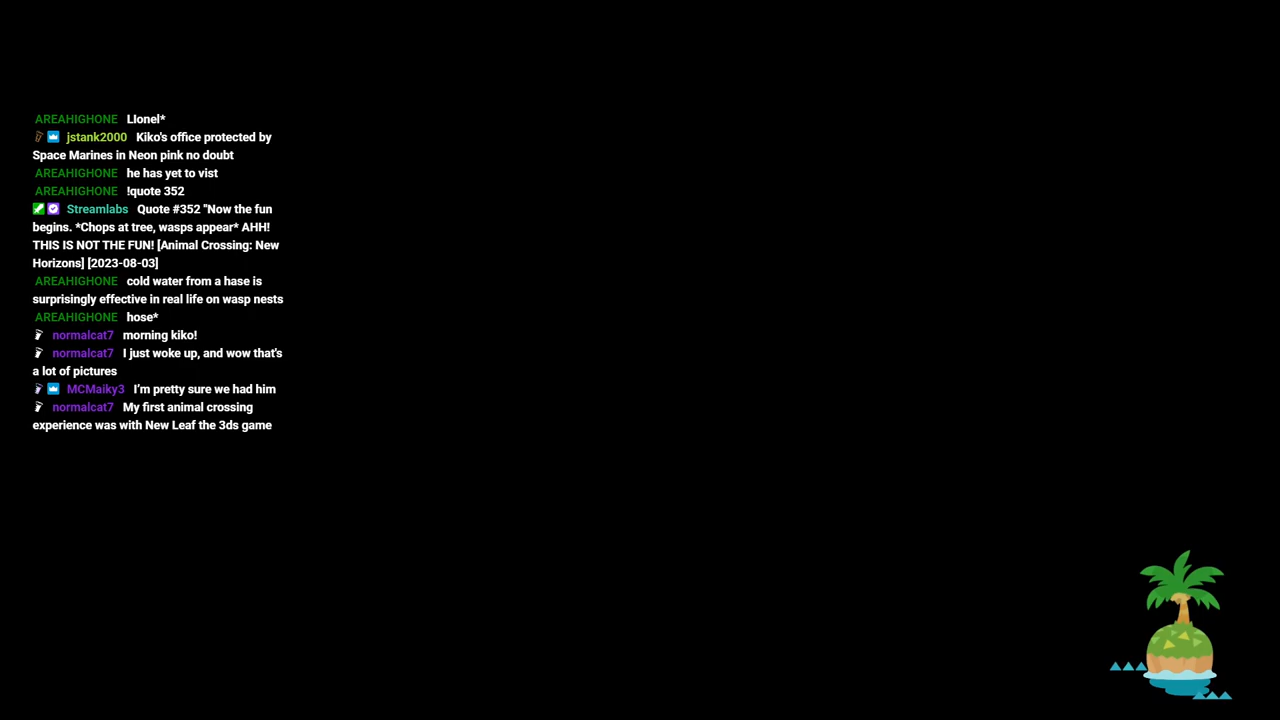 AREAHIGHONE LIonel*
jstank2000 Kiko's office protected by
Space Marines in Neon pink no doubt
AREAHIGHONE he has yet to vist
AREAHIGHONE !quote 352
Streamlabs Quote #352 "Now the fun
begins. *Chops at tree, wasps appear* AHH!
THIS IS NOT THE FUN! [Animal Crossing: New
Horizons] [2023-08-03]
AREAHIGHONE cold water from a hase is
surprisingly effective in real life on wasp nests
AREAHIGHONE hose*
normalcat7 morning kiko!
normalcat7 I just woke up, and wow that's
a lot of pictures
MCMaiky3 I'm pretty sure we had him
normalcat7 My first animal crossing
experience was with New Leaf the 3ds game